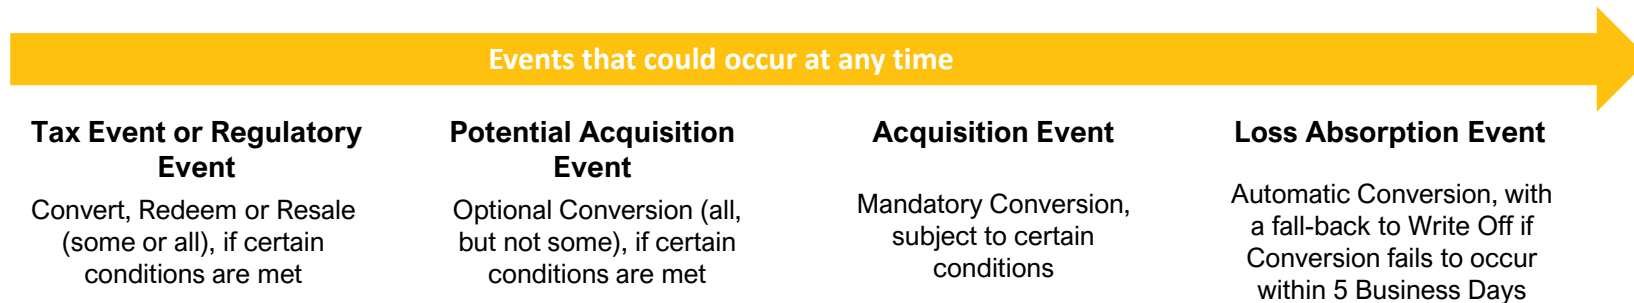 Events that could occur at any time
Tax Event or Regulatory
Event
Convert, Redeem or Resale
(some or all), if certain
conditions are met
Potential Acquisition
Event
Optional Conversion (all,
but not some), if certain
conditions are met
Acquisition Event
Mandatory Conversion,
subject to certain
conditions
Loss Absorption Event
Automatic Conversion, with
a fall-back to Write Off if
Conversion fails to occur
within 5 Business Days